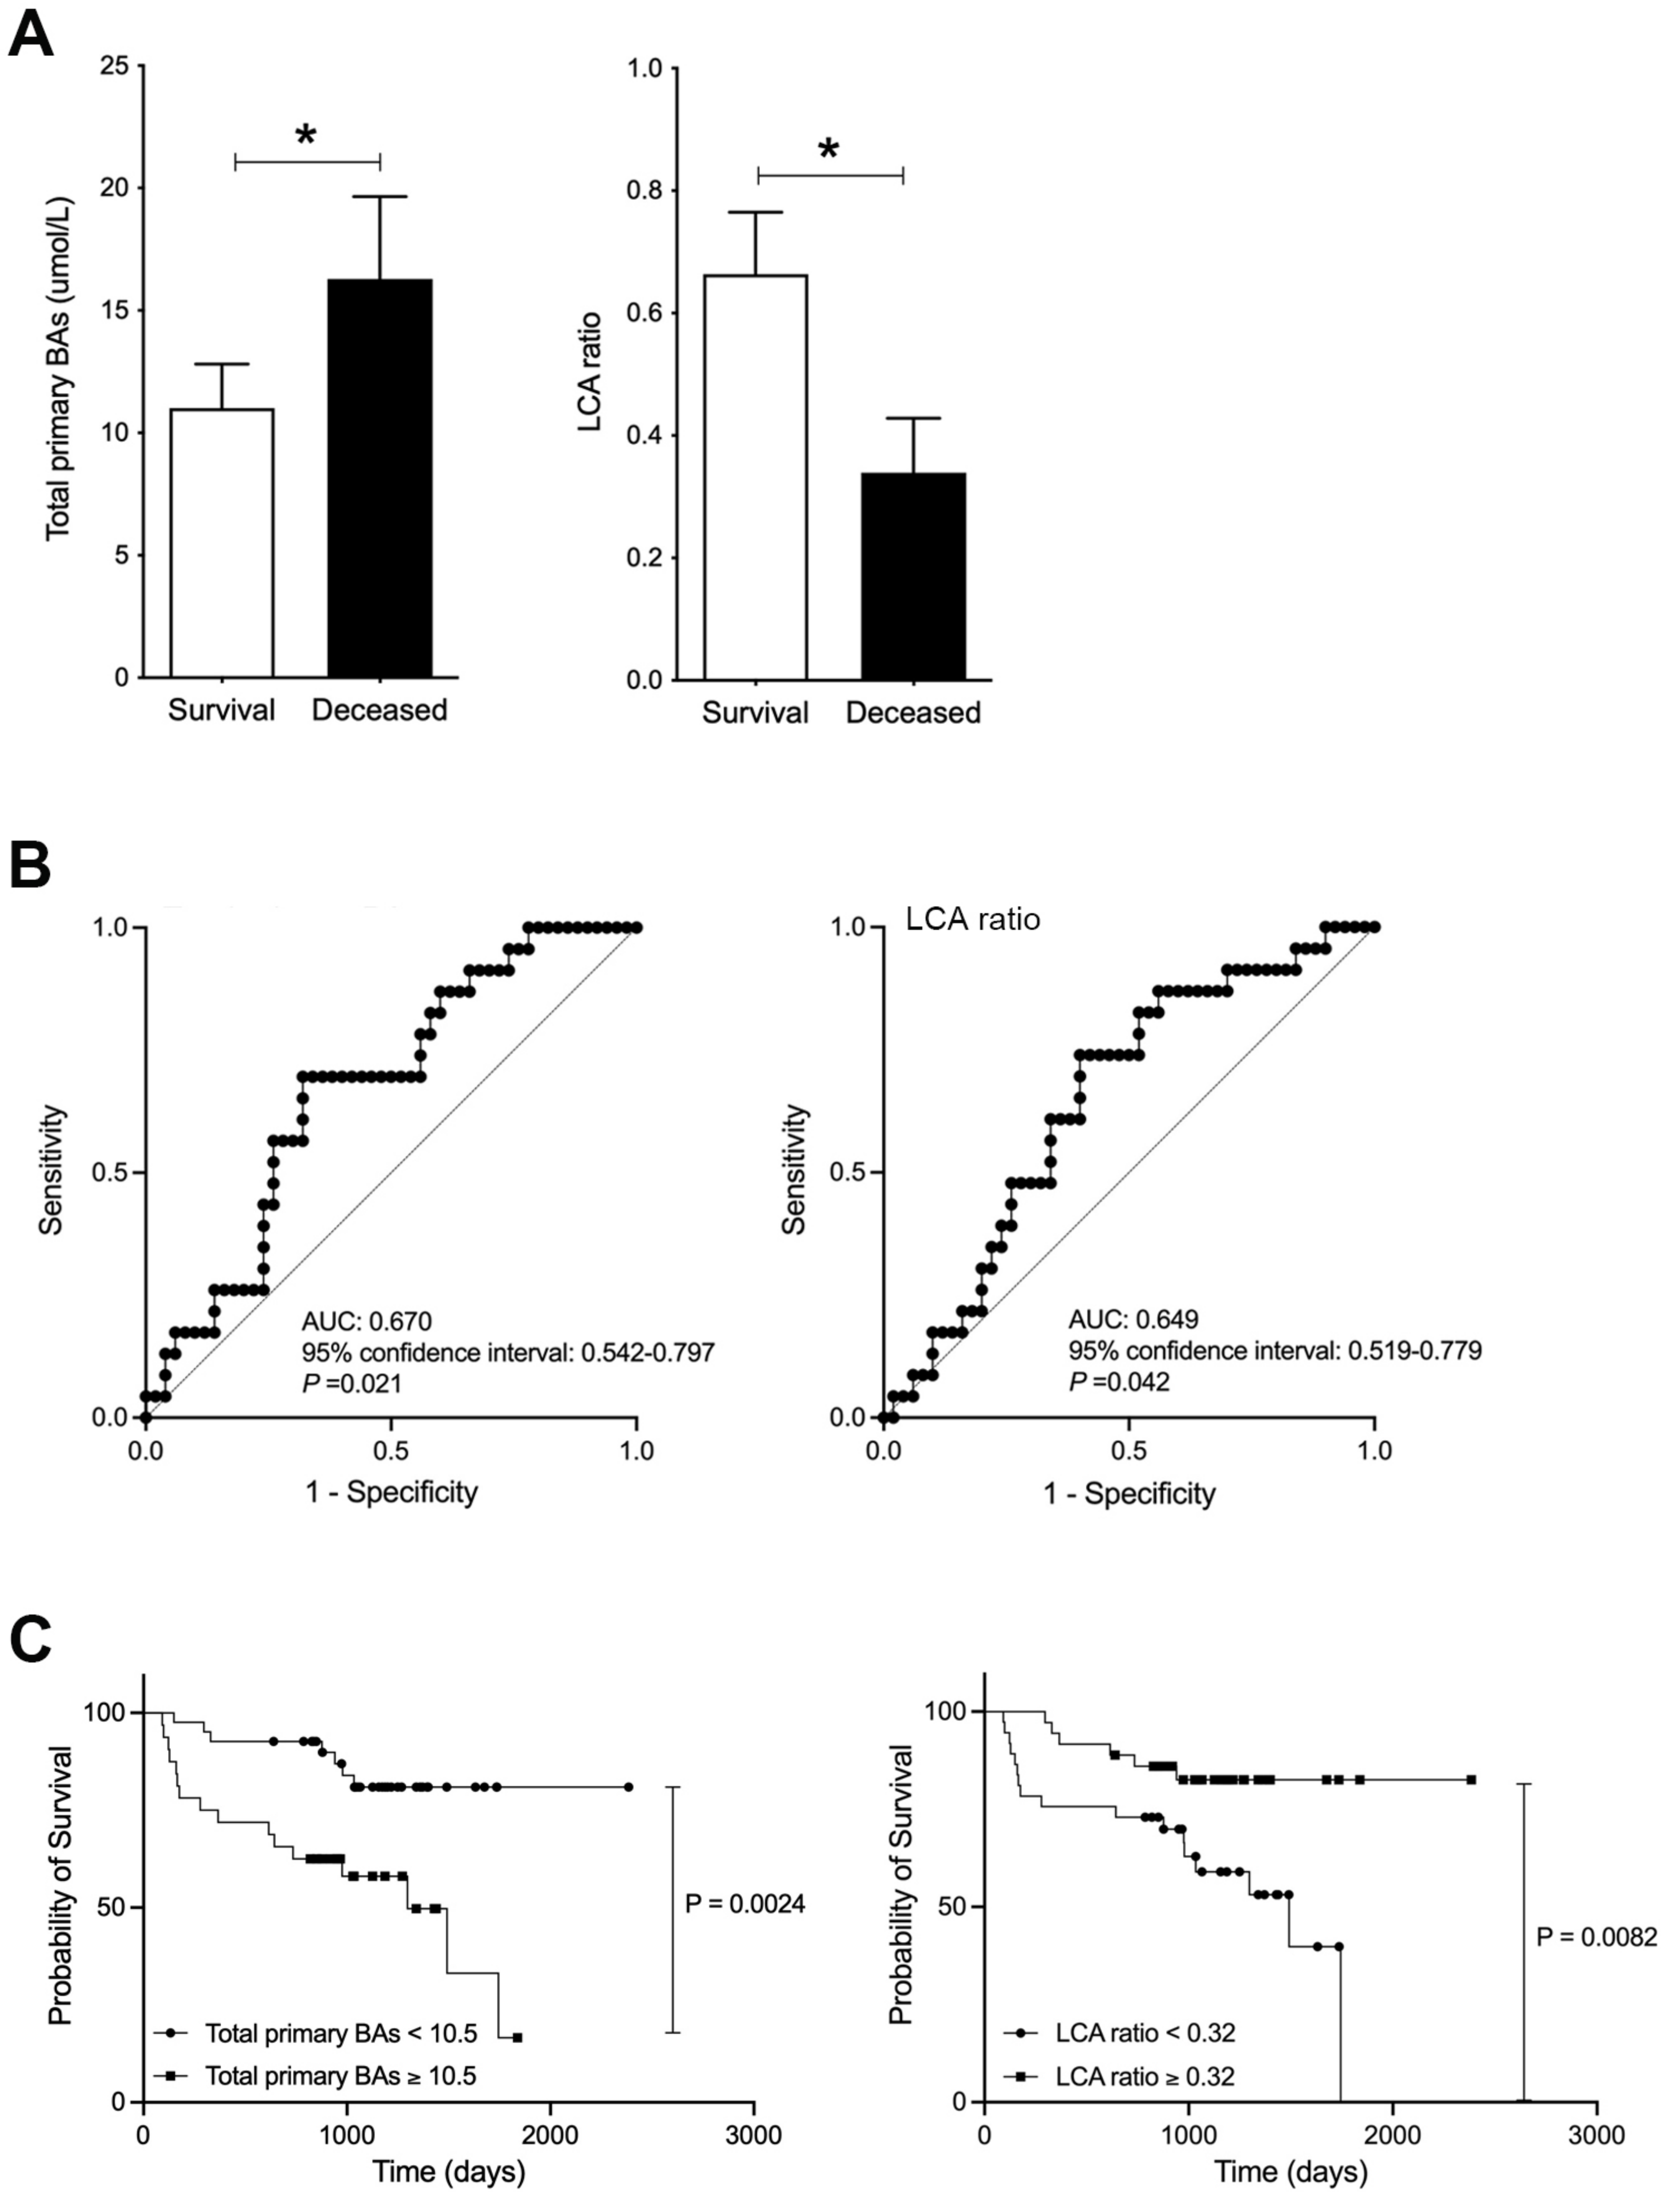 A
Total primary BAs (umol/L)
25
20
15
10
5
0
*
Survival Deceased
LCA ratio
1.0
0.8
0.6
0.4
0.2
0.0
*
Survival Deceased
B
Sensitivity
1.0
0.5
0.0
AUC: 0.670
95% confidence interval: 0.542-0.797
P =0.021
0.0 0.5 1.0
1 - Specificity
LCA ratio
Sensitivity
1.0
0.5
0.0
AUC: 0.649
95% confidence interval: 0.519-0.779
P =0.042
0.0 0.5 1.0
1 - Specificity
C
Probability of Survival
100
50
0
P = 0.0024
Total primary BAs < 10.5
Total primary BAs ≥ 10.5
0 1000 2000 3000
Time (days)
Probability of Survival
100
50
0
P = 0.0082
LCA ratio < 0.32
LCA ratio ≥ 0.32
0 1000 2000 3000
Time (days)